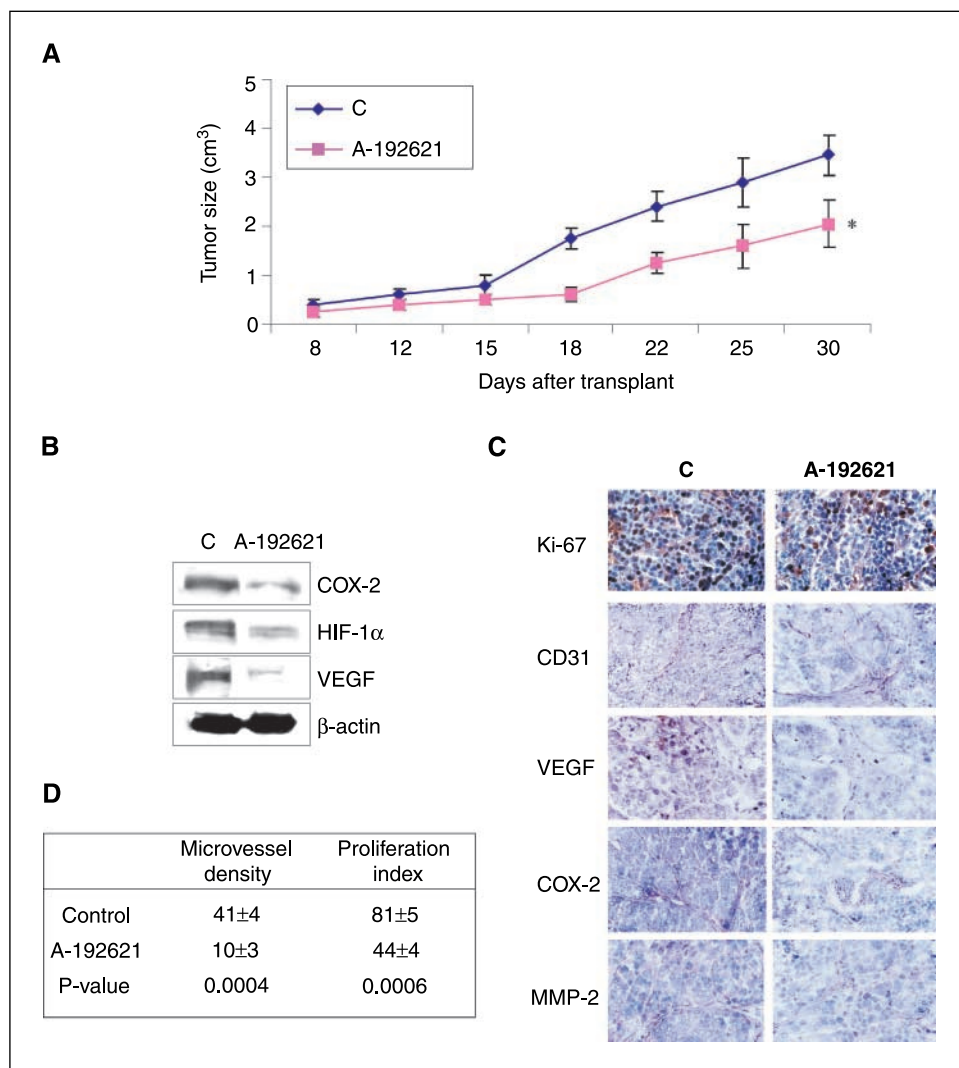 A
Tumor size (cm³)
5
4
3
2
1
0
C
A-192621
*
8 12 15 18 22 25 30
Days after transplant
B
C A-192621
COX-2
HIF-1α
VEGF
β-actin
C
C A-192621
Ki-67
CD31
VEGF
COX-2
MMP-2
D
Microvessel density Proliferation index
Control 41±4 81±5
A-192621 10±3 44±4
P-value 0.0004 0.0006